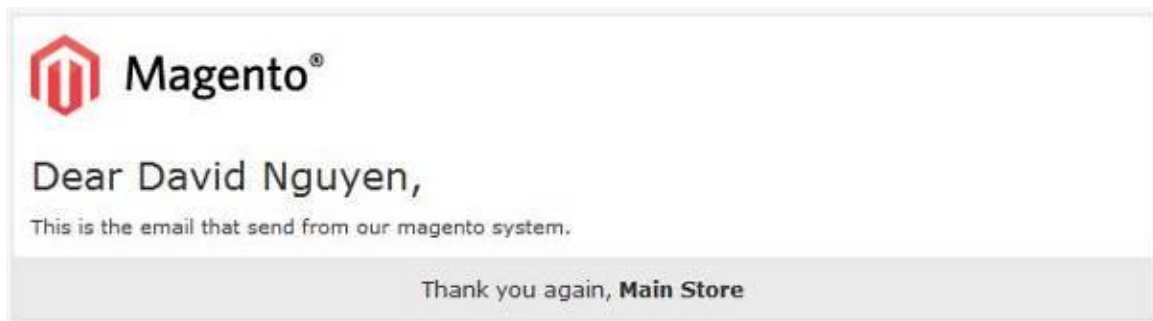 Magento®
Dear David Nguyen,
This is the email that send from our magento system.
Thank you again, Main Store